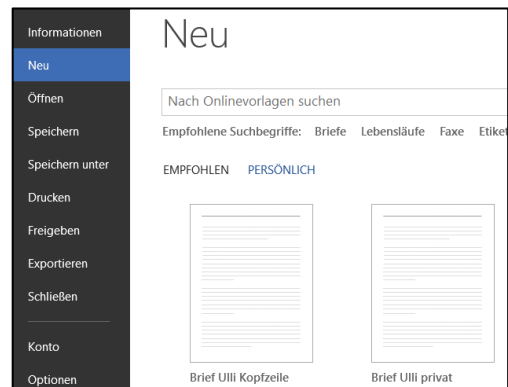 Informationen
Neu
Öffnen
Speichern
Speichern unter
Drucken
Freigeben
Exportieren
Schließen
Konto
Optionen
Neu
Nach Onlinevorlagen suchen
Empfohlene Suchbegriffe: Briefe Lebensläufe Faxe Etiket
EMPFOHLEN PERSÖNLICH
Brief Ulli Kopfzeile Brief Ulli privat